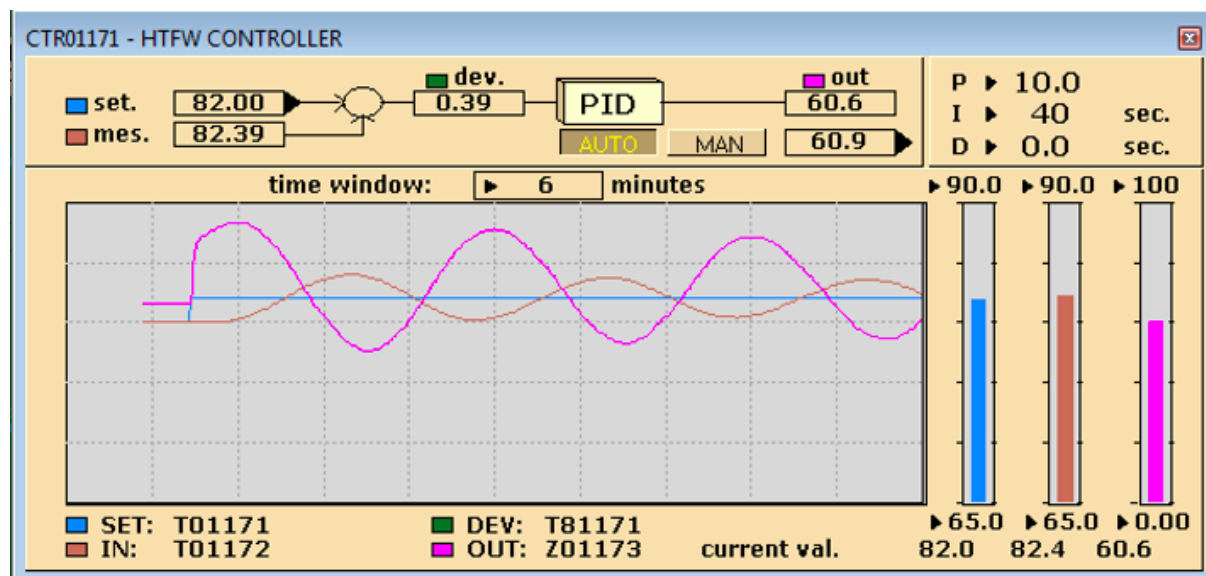 CTR01171 - HTFW CONTROLLER
set. 82.00 dev. 0.39 PID out 60.6 P 10.0
mes. 82.39 AUTO MAN 60.9 I 40 sec.
D 0.0 sec.
time window: 6 minutes 90.0 90.0 100
SET: T01171 DEV: T81171 65.0 65.0 0.00
IN: T01172 OUT: Z01173 current val. 82.0 82.4 60.6